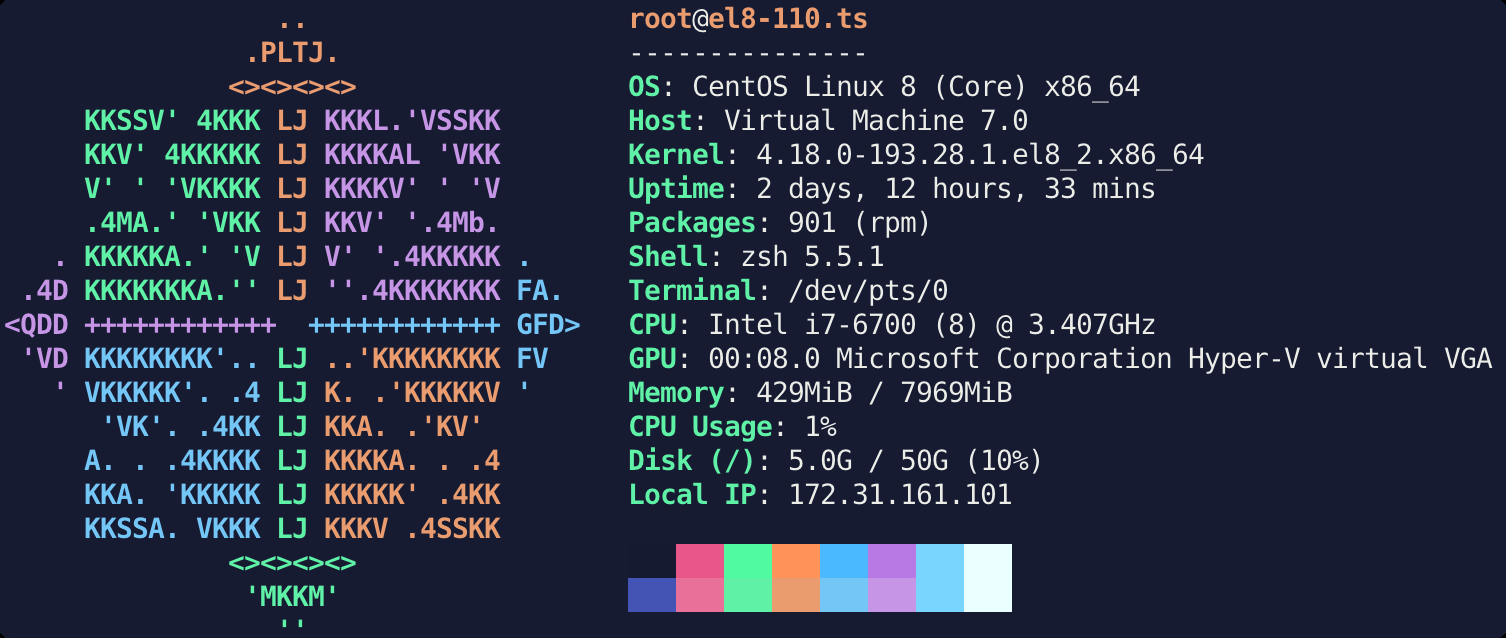 ..
.PLTJ.
<><><><>
KKSSV' 4KKK LJ KKKL.'VSSKK
KKV' 4KKKKK LJ KKKKAL 'VKK
V' ' 'VKKKK LJ KKKKV' ' 'V
.4MA.' 'VKK LJ KKV' '.4Mb.
. KKKKKA.' 'V LJ V' '.4KKKKK .
.4D KKKKKKKA.'' LJ ''.4KKKKKKK FA.
<QDD ++++++++++++ ++++++++++++ GFD>
'VD KKKKKKKK'.. LJ ..'KKKKKKKK FV
' VKKKKK'. .4 LJ K. .'KKKKKV '
'VK'. .4KK LJ KKA. .'KV'
A. . .4KKKK LJ KKKKA. . .4
KKA. 'KKKKK LJ KKKKK' .4KK
KKSSA. VKKK LJ KKKV .4SSKK
<><><><>
'MKKM'
''
root@el8-110.ts
---------------
OS: CentOS Linux 8 (Core) x86_64
Host: Virtual Machine 7.0
Kernel: 4.18.0-193.28.1.el8_2.x86_64
Uptime: 2 days, 12 hours, 33 mins
Packages: 901 (rpm)
Shell: zsh 5.5.1
Terminal: /dev/pts/0
CPU: Intel i7-6700 (8) @ 3.407GHz
GPU: 00:08.0 Microsoft Corporation Hyper-V virtual VGA
Memory: 429MiB / 7969MiB
CPU Usage: 1%
Disk (/): 5.0G / 50G (10%)
Local IP: 172.31.161.101